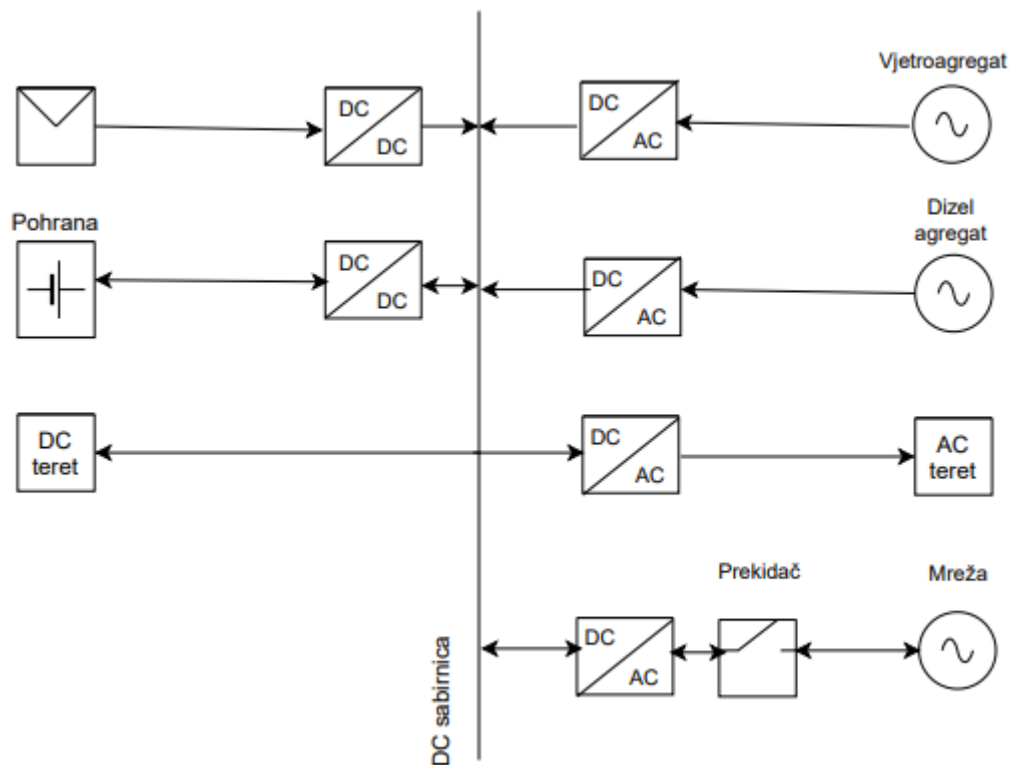 Vjetroagregat
DC
DC
DC
AC
Pohrana
Dizel
agregat
DC
DC
DC
AC
DC
teret
DC
AC
AC
teret
Prekidač
Mreža
DC
AC
DC sabirnica